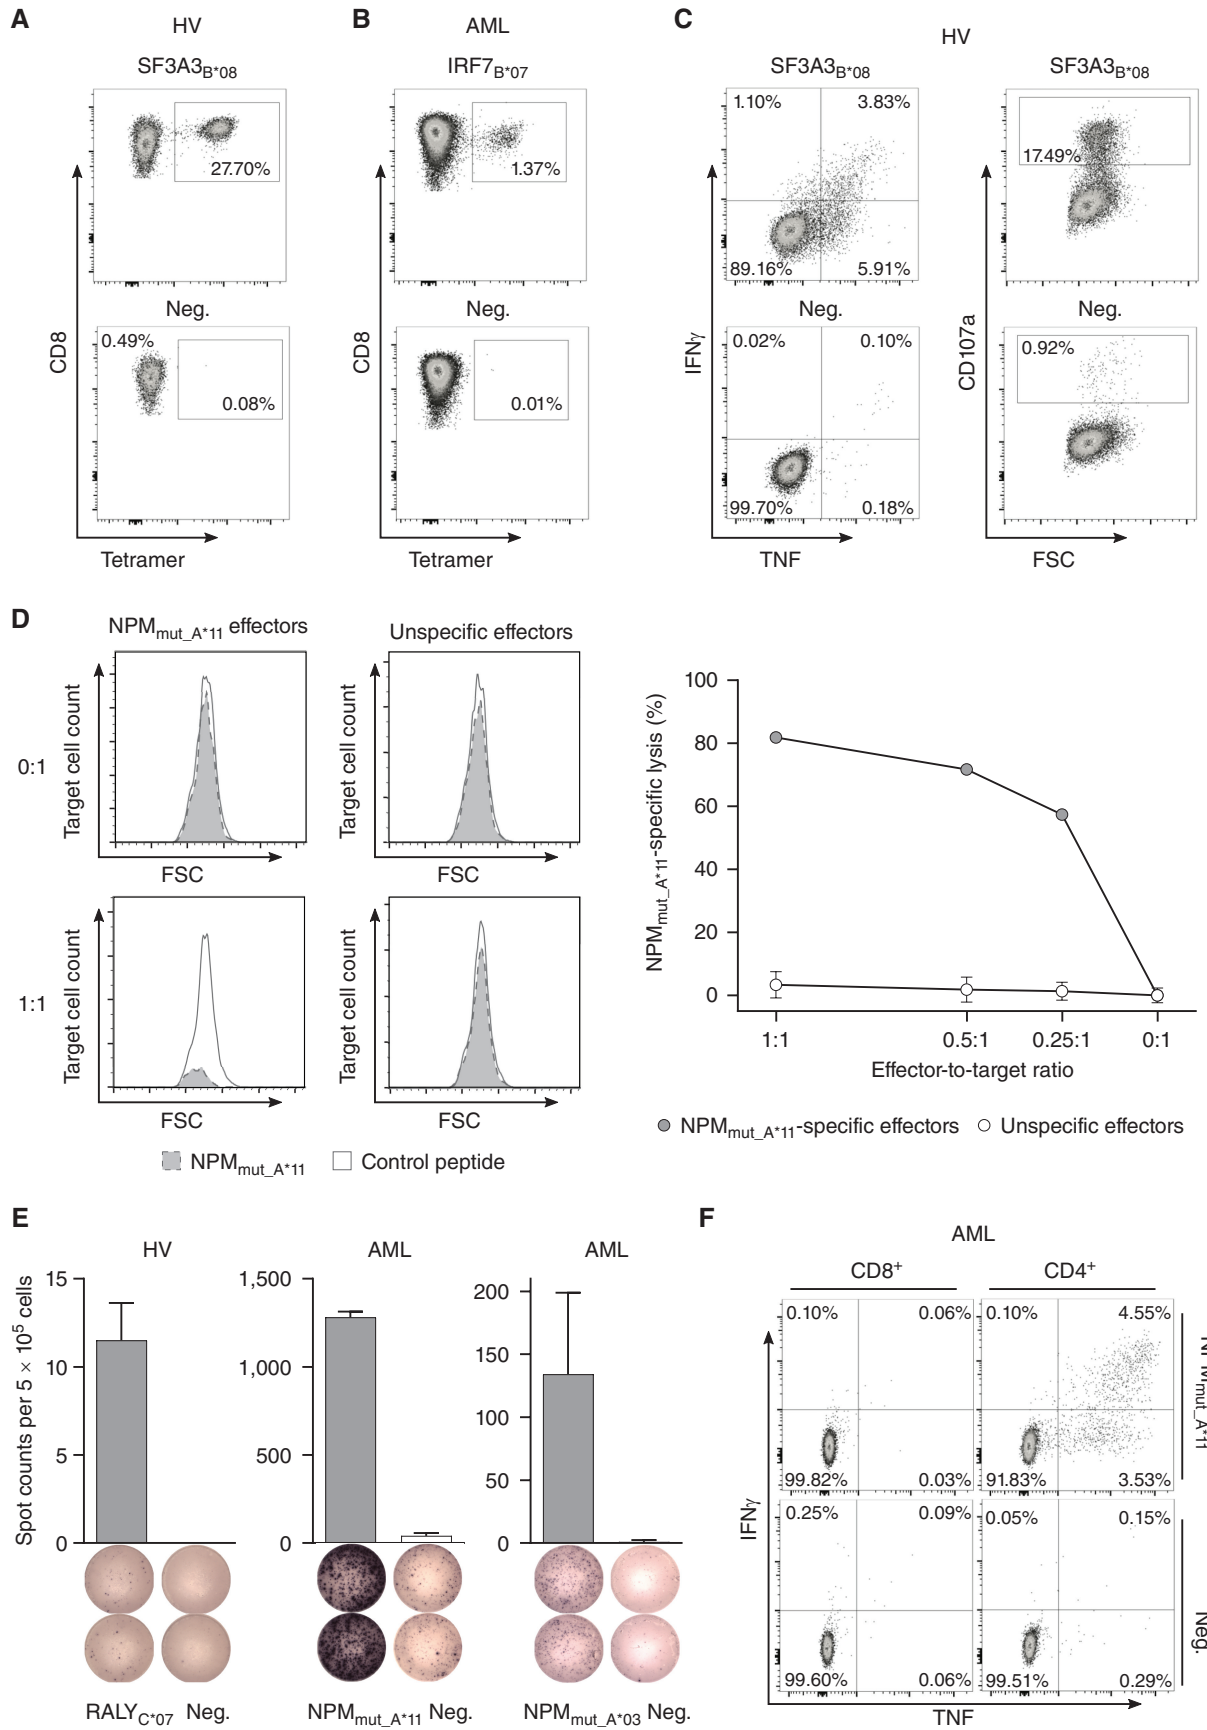 A
HV
SF3A3B*08
27.70%
Neg.
0.49%
0.08%
CD8
Tetramer
B
AML
IRF7B*07
1.37%
Neg.
0.01%
CD8
Tetramer
C
HV
SF3A3B*08
1.10%
3.83%
89.16%
5.91%
Neg.
0.02%
0.10%
99.70%
0.18%
IFNγ
TNF
SF3A3B*08
17.49%
Neg.
0.92%
CD107a
FSC
D
NPMmut_A*11 effectors
Unspecific effectors
0:1
Target cell count
FSC
Target cell count
FSC
1:1
Target cell count
FSC
Target cell count
FSC
NPMmut_A*11
Control peptide
NPMmut_A*11-specific lysis (%)
100
80
60
40
20
0
1:1
0.5:1
0.25:1
0:1
Effector-to-target ratio
NPMmut_A*11-specific effectors
Unspecific effectors
E
Spot counts per 5 × 10⁵ cells
HV
15
10
5
0
RALYC*07 Neg.
AML
1,500
1,000
500
0
NPMmut_A*11 Neg.
AML
200
150
100
50
0
NPMmut_A*03 Neg.
F
AML
CD8+
CD4+
0.10%
0.06%
99.82%
0.03%
0.10%
4.55%
91.83%
3.53%
NPMmut_A*11
0.25%
0.09%
99.60%
0.06%
0.05%
0.15%
99.51%
0.29%
Neg.
IFNγ
TNF